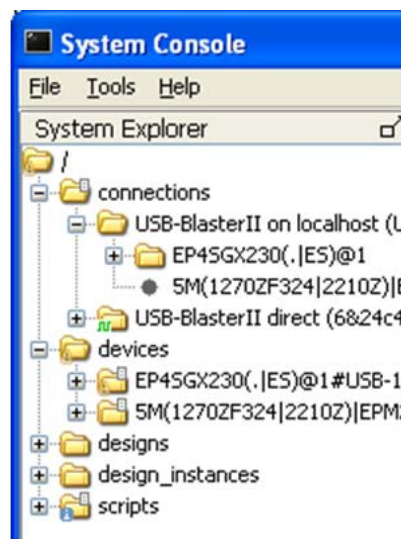 System Console
File Tools Help
System Explorer
/
connections
USB-BlasterII on localhost (U
EP4SGX230(.|ES)@1
5M(1270ZF324|2210Z)|E
USB-BlasterII direct (6&24c4
devices
EP4SGX230(.|ES)@1#USB-1
5M(1270ZF324|2210Z)|EPM2
designs
design_instances
scripts